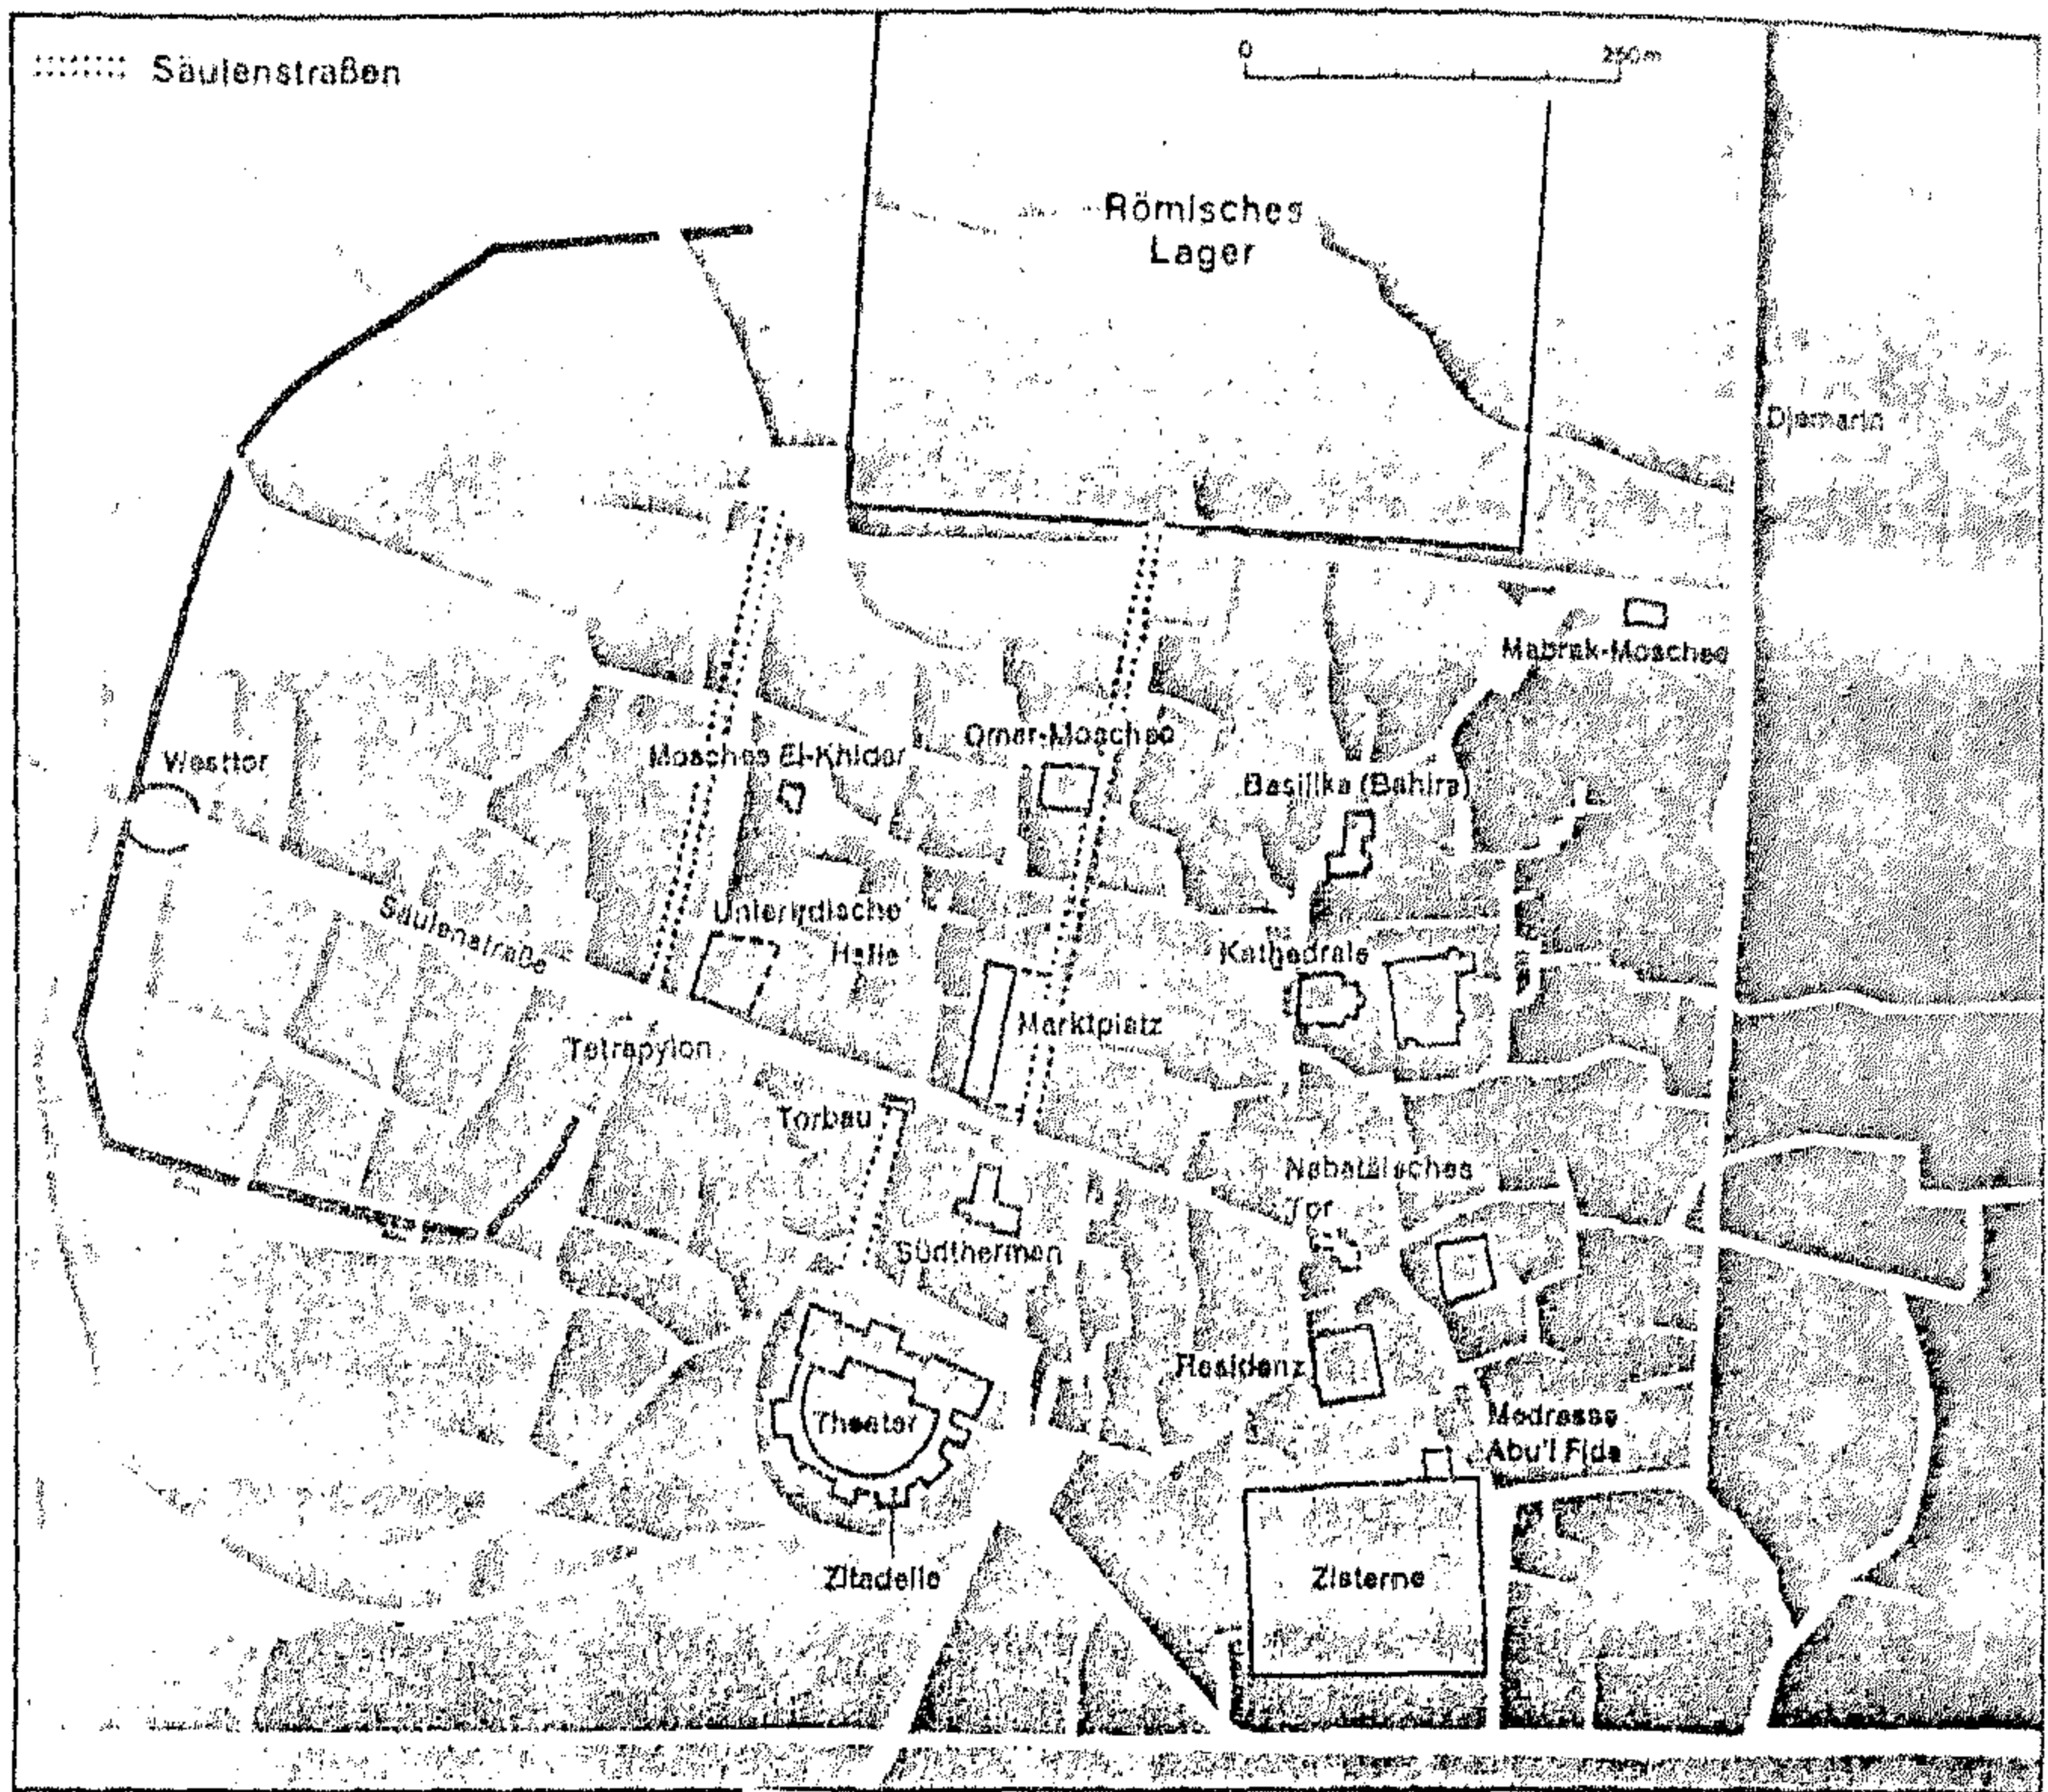 Säulenstraßen
0 250m
Römisches
Lager
Djemarin
Mabrak-Moschee
Westtor
Moschee El-Khider
Omar-Moschee
Basilika (Bahira)
Säulenstraße
Unterirdische
Halle
Kathedrale
Marktplatz
Tetrapylon
Torbau
Nabatäisches
Tor
Südthermen
Residenz
Theater
Medresse
Abu'l Fida
Zitadelle
Zisterne